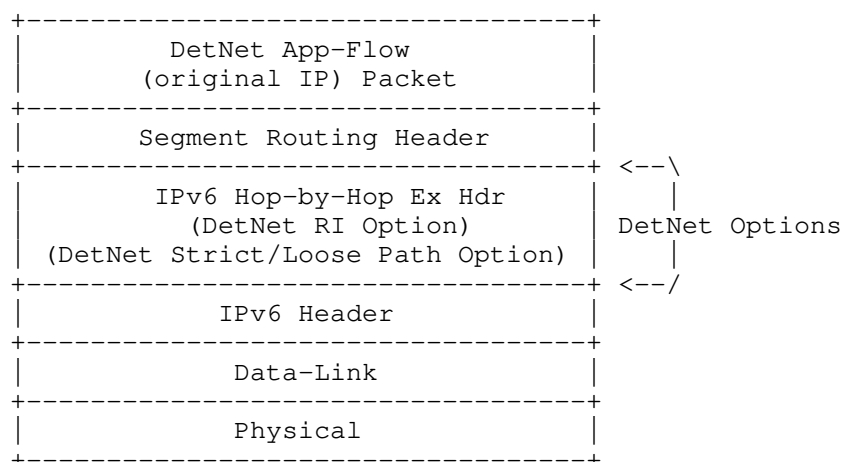 DetNet App-Flow
(original IP) Packet
Segment Routing Header
IPv6 Hop-by-Hop Ex Hdr
(DetNet RI Option)
DetNet Options
(DetNet Strict/Loose Path Option)
IPv6 Header
Data-Link
Physical